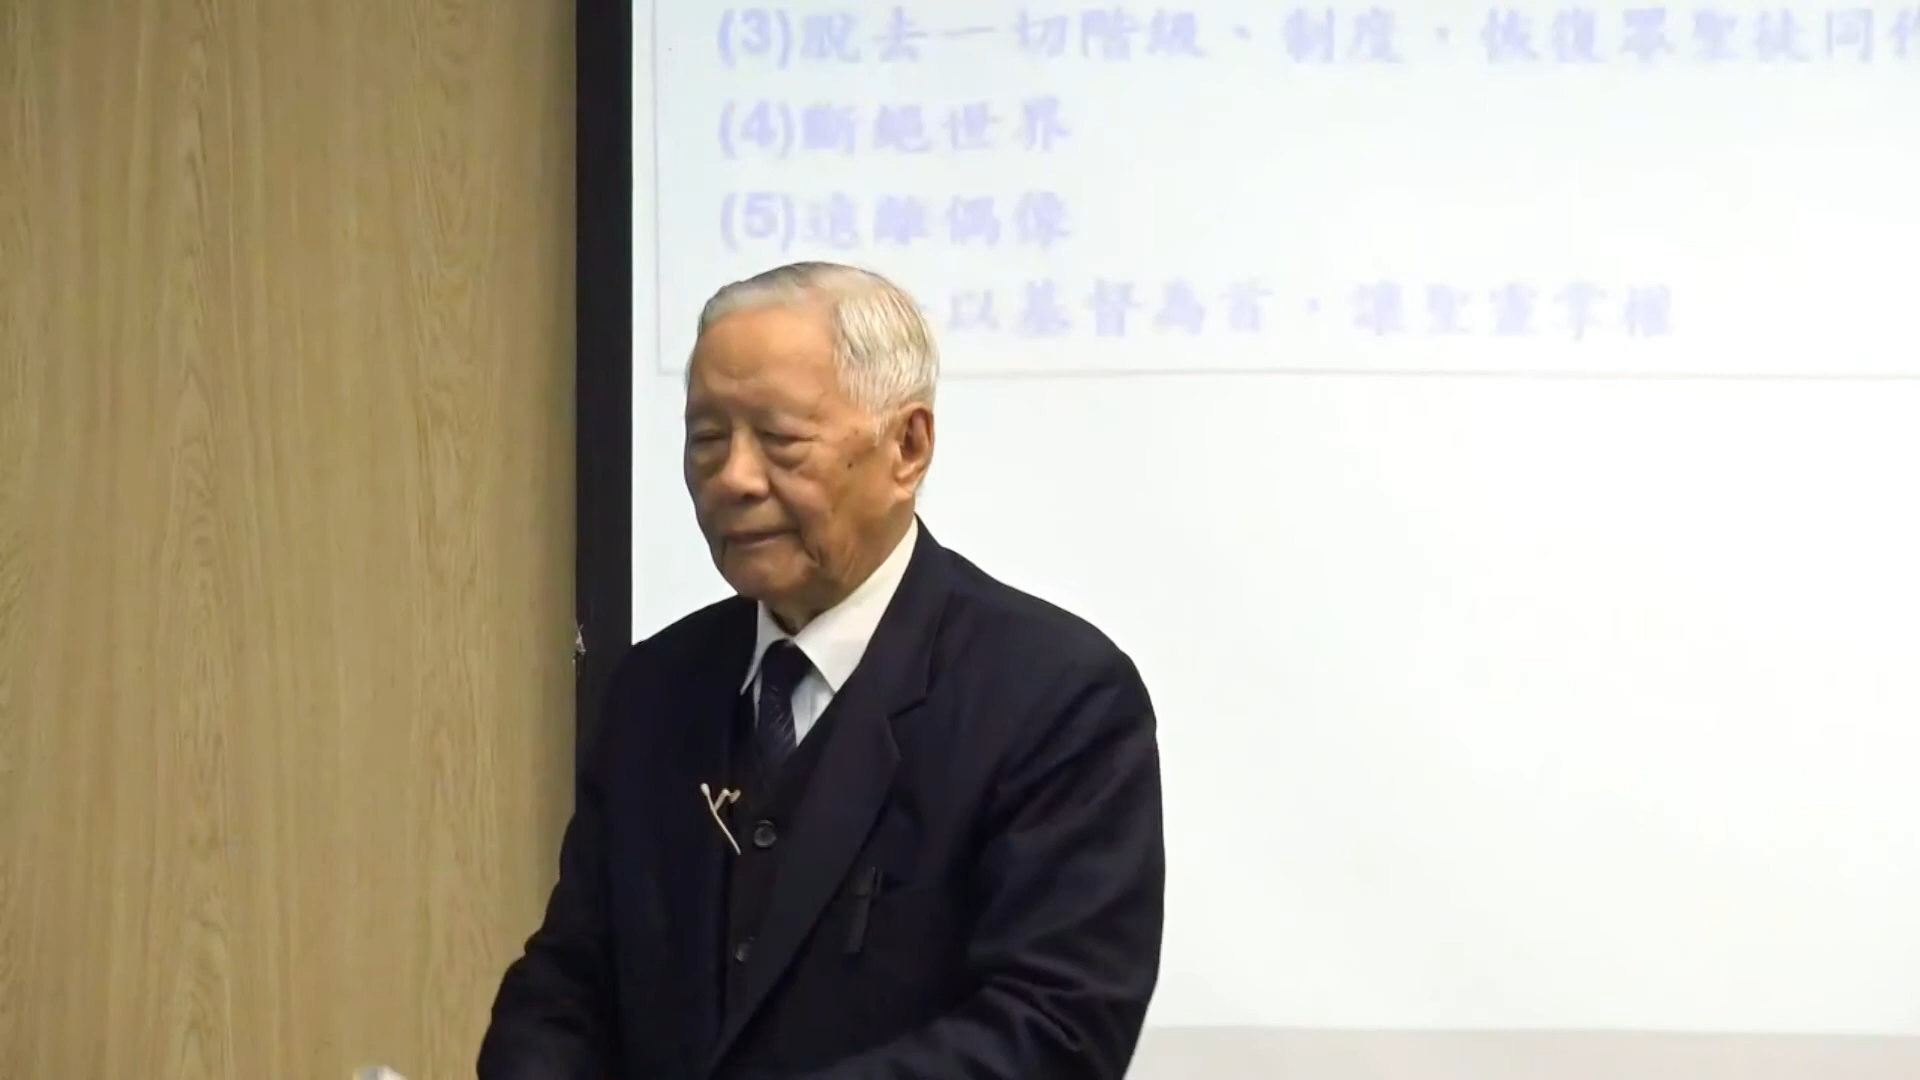 (3)脫去一切階級、制度,恢復眾聖徒同作
(4)斷絕世界
(5)遠離偶像
以基督為首,讓聖靈掌權